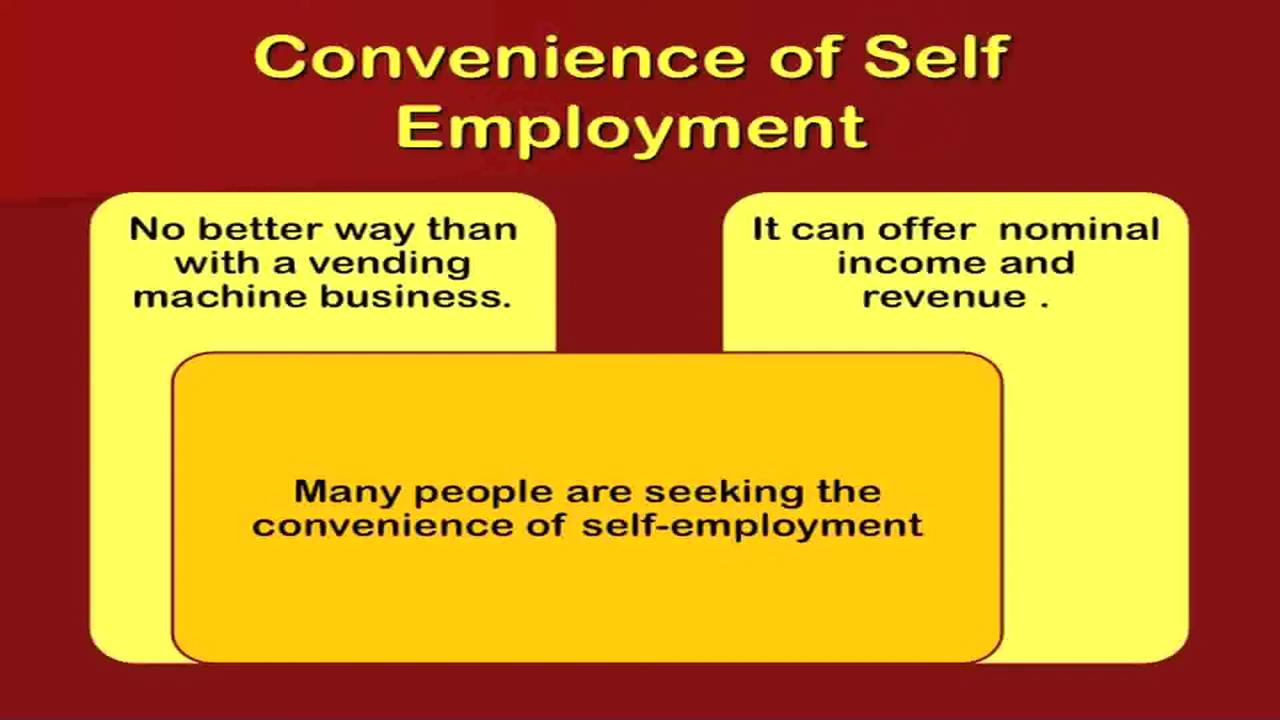 Convenience of Self
Employment
No better way than
with a vending
machine business.
It can offer  nominal
income and
revenue .
Many people are seeking the
convenience of self-employment